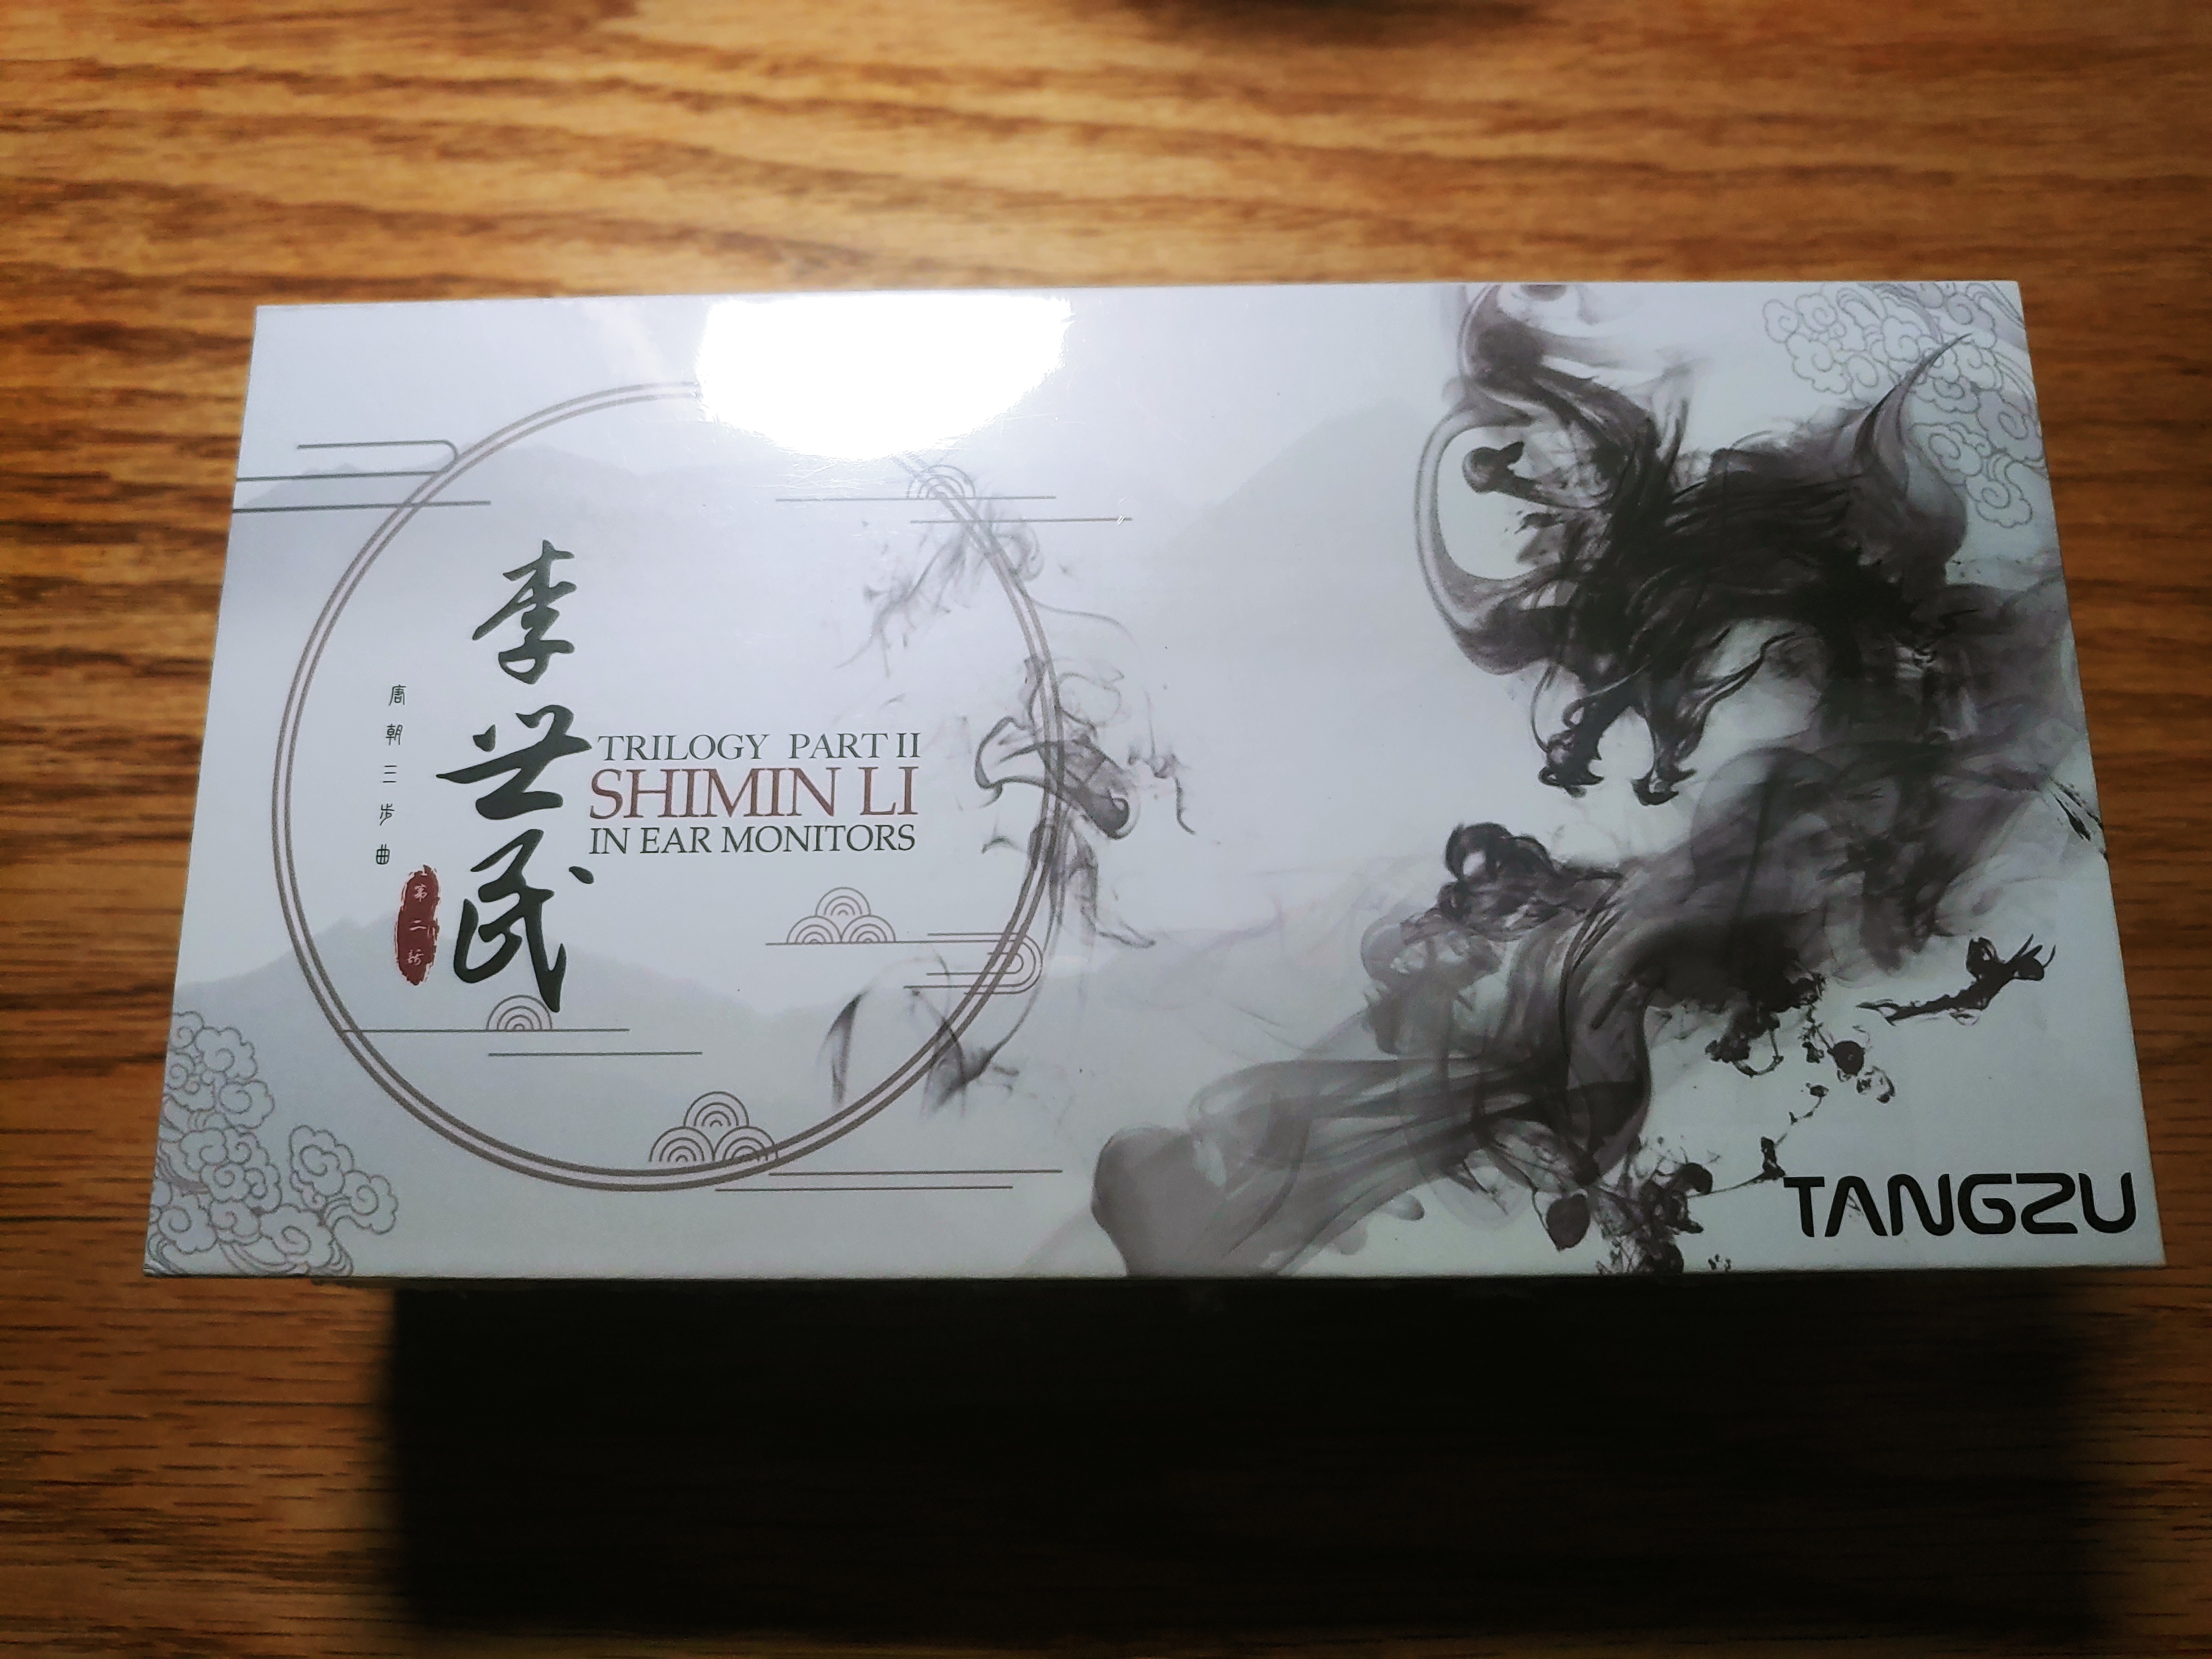 李世民
唐朝三步曲
第二
TRILOGY PART II
SHIMIN LI
IN EAR MONITORS
TANGZU